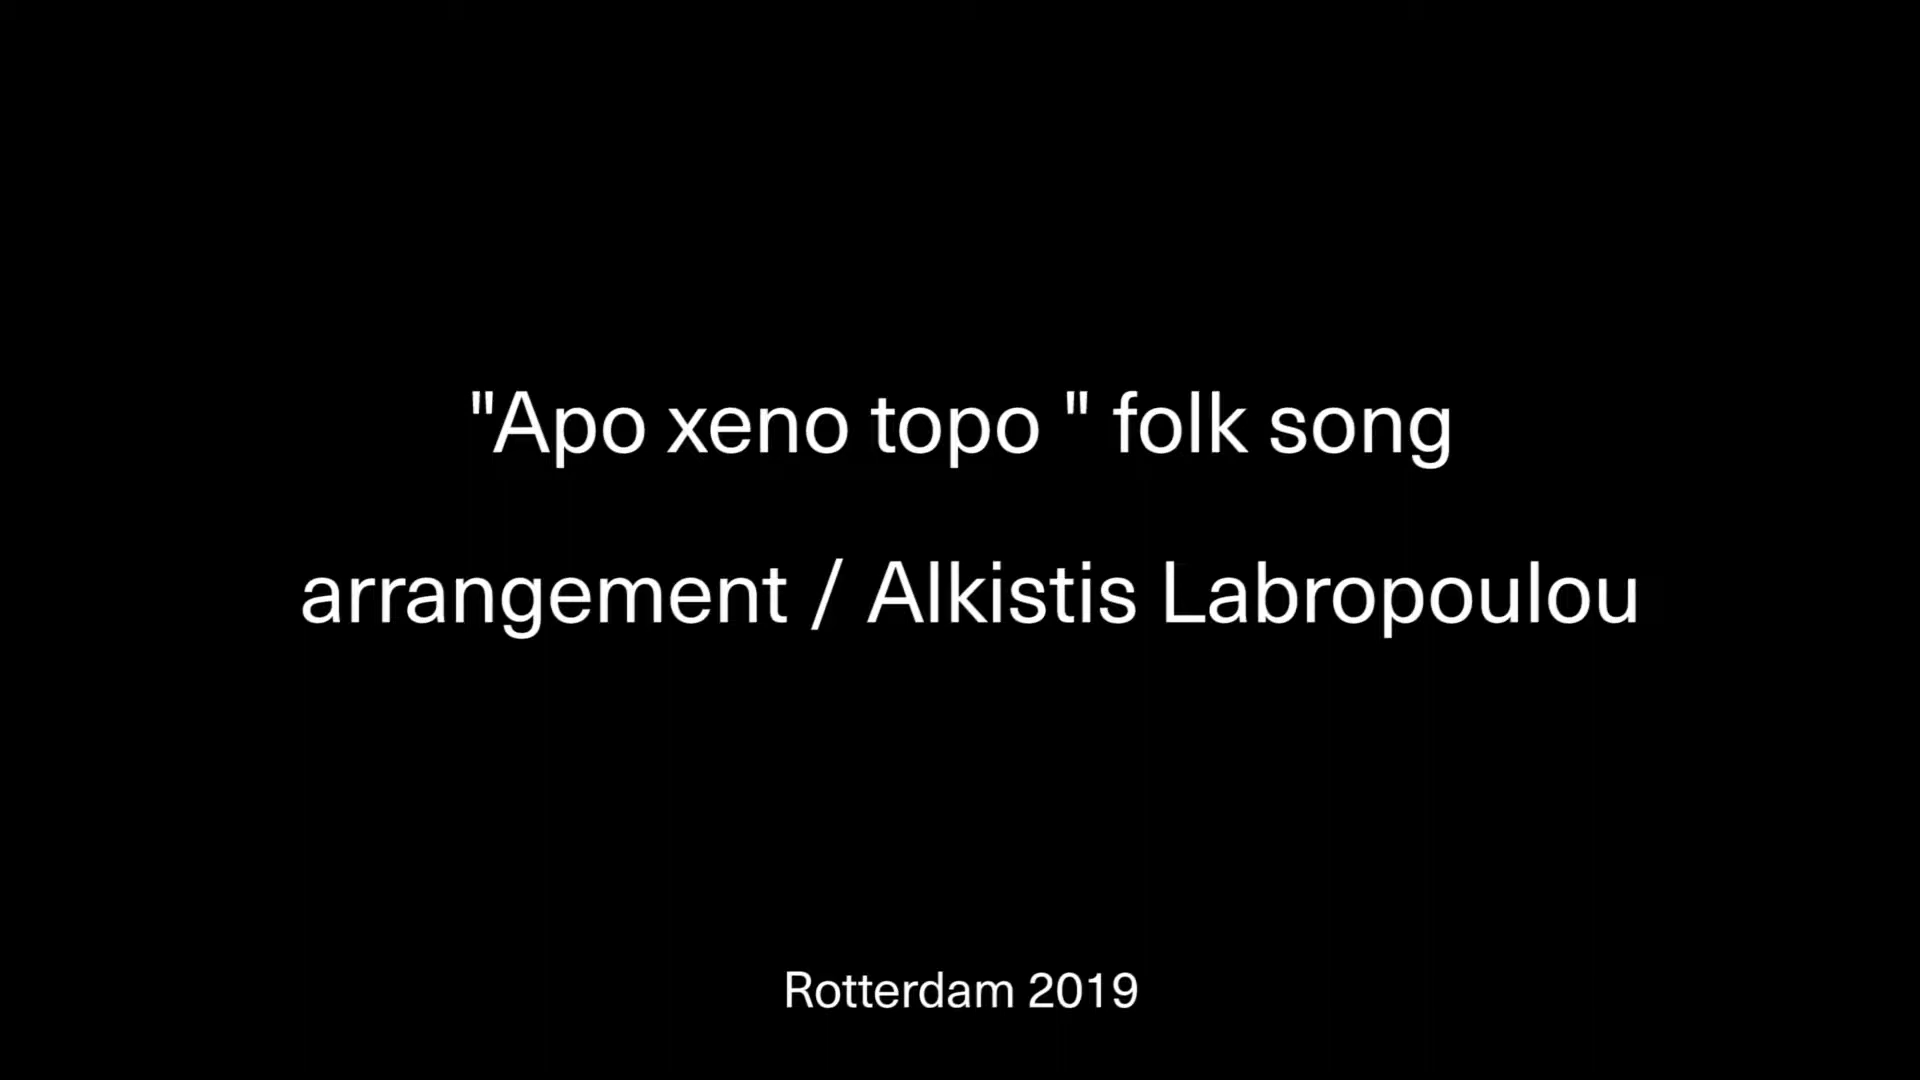 "Apo xeno topo " folk song
arrangement / Alkistis Labropoulou
Rotterdam 2019